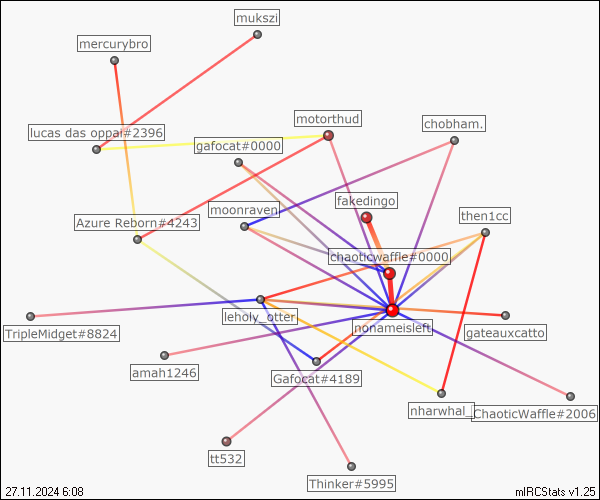 mukszi
mercurybro
motorthud
chobham.
lucas das oppai#2396
gafocat#0000
fakedingo
moonraven
then1cc
Azure Reborn#4243
chaoticwaffle#0000
leholy_otter
nonameisleft
gateauxcatto
TripleMidget#8824
amah1246
Gafocat#4189
nharwhal_
ChaoticWaffle#2006
tt532
Thinker#5995
27.11.2024 6:08
mIRCStats v1.25